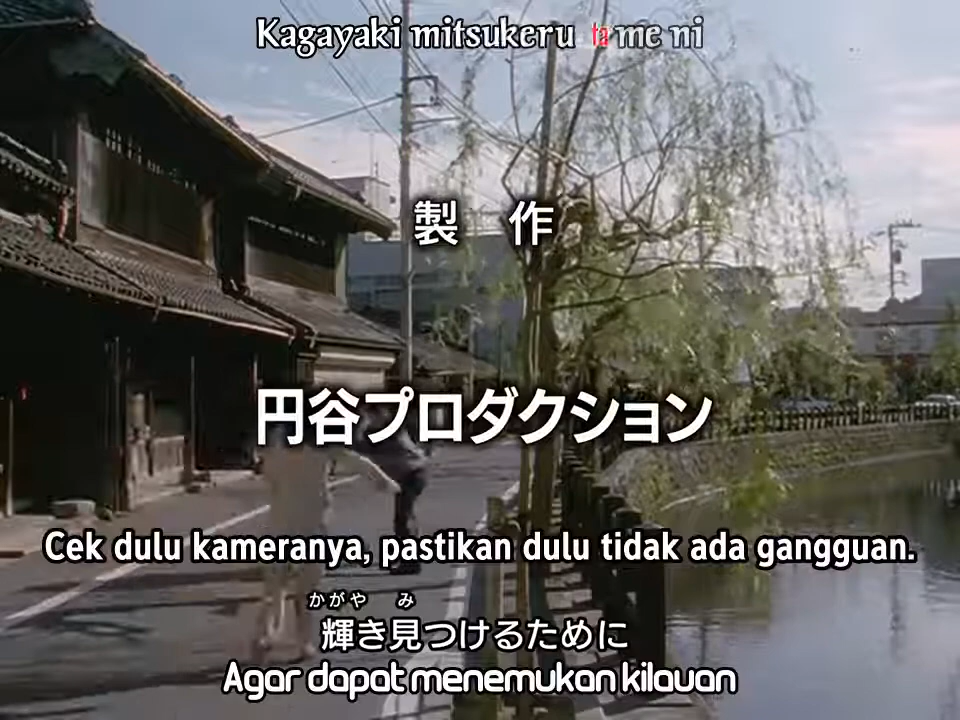 Kagayaki mitsukeru ta me ni
製 作
円谷プロダクション
Cek dulu kameranya, pastikan dulu tidak ada gangguan.
かがや み
輝き見つけるために
Agar dapat menemukan kilauan